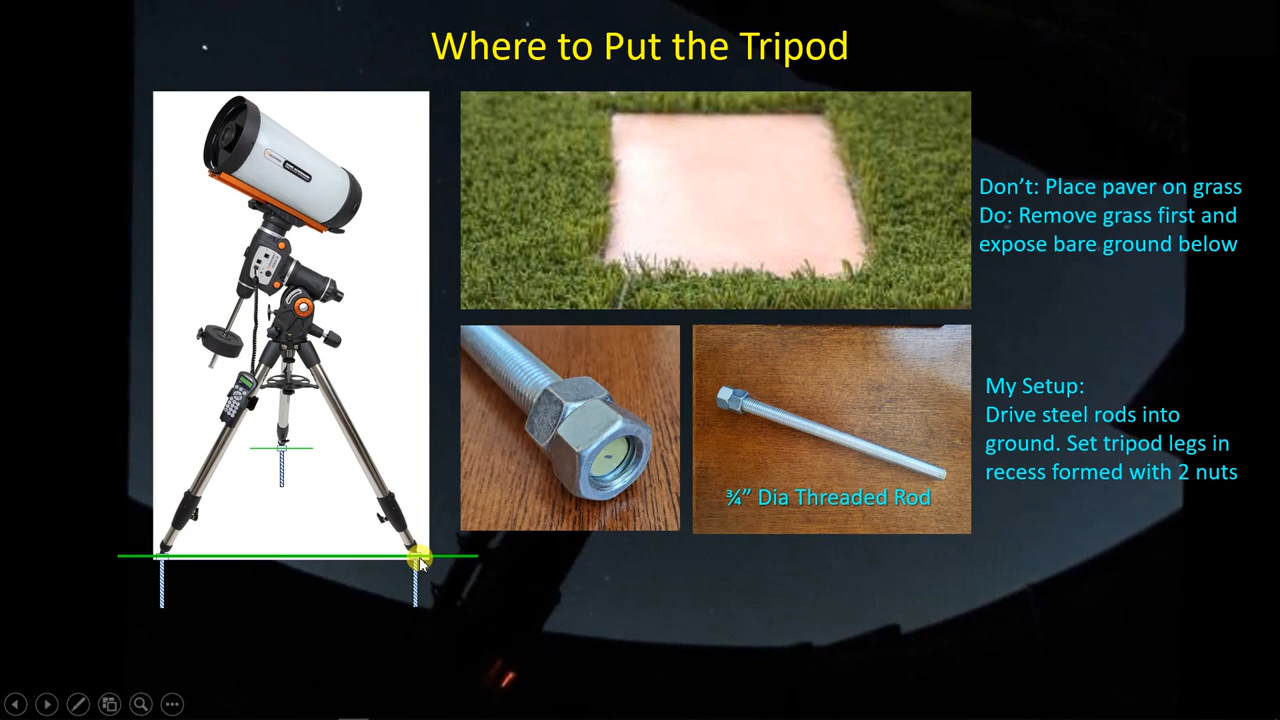 Where to Put the Tripod
Don't: Place paver on grass
Do: Remove grass first and
expose bare ground below
My Setup:
Drive steel rods into
ground. Set tripod legs in
recess formed with 2 nuts
¾” Dia Threaded Rod